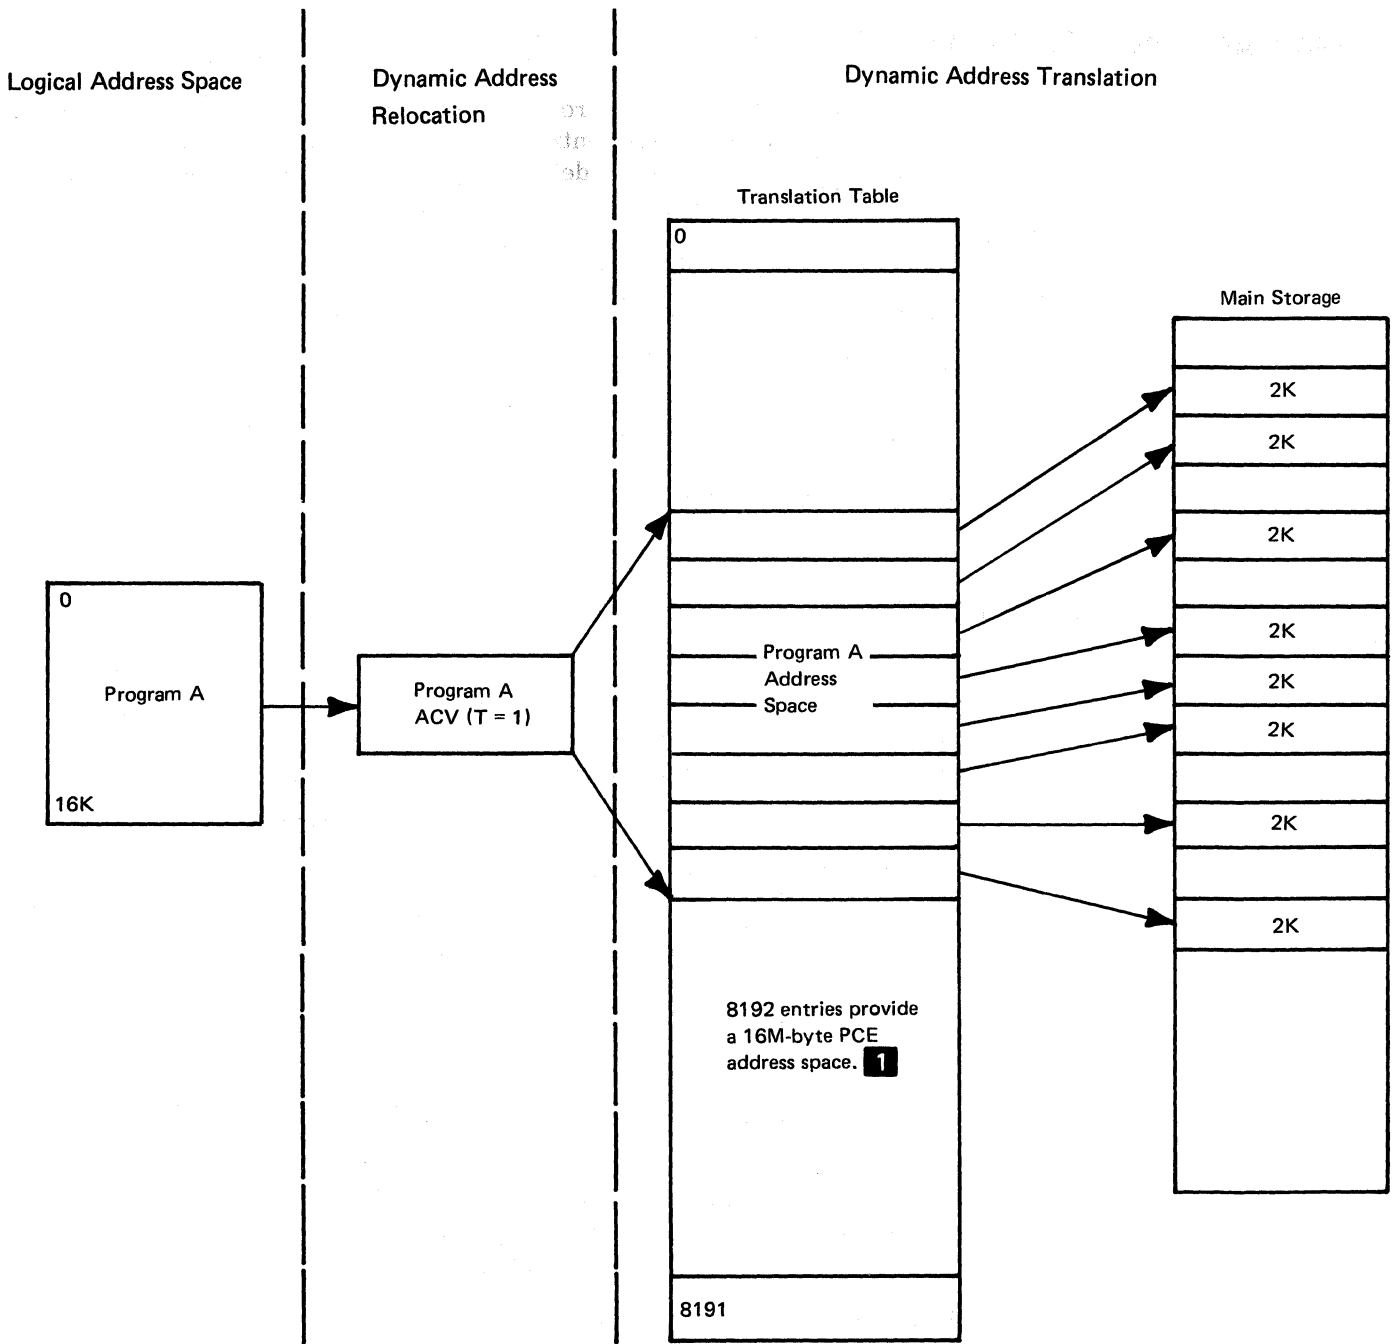 Logical Address Space
Dynamic Address
Relocation
Dynamic Address Translation
Translation Table
0
Main Storage
2K
2K
2K
2K
2K
2K
2K
2K
0
Program A
16K
Program A
ACV (T = 1)
Program A
Address
Space
8192 entries provide
a 16M-byte PCE
address space. 1
8191